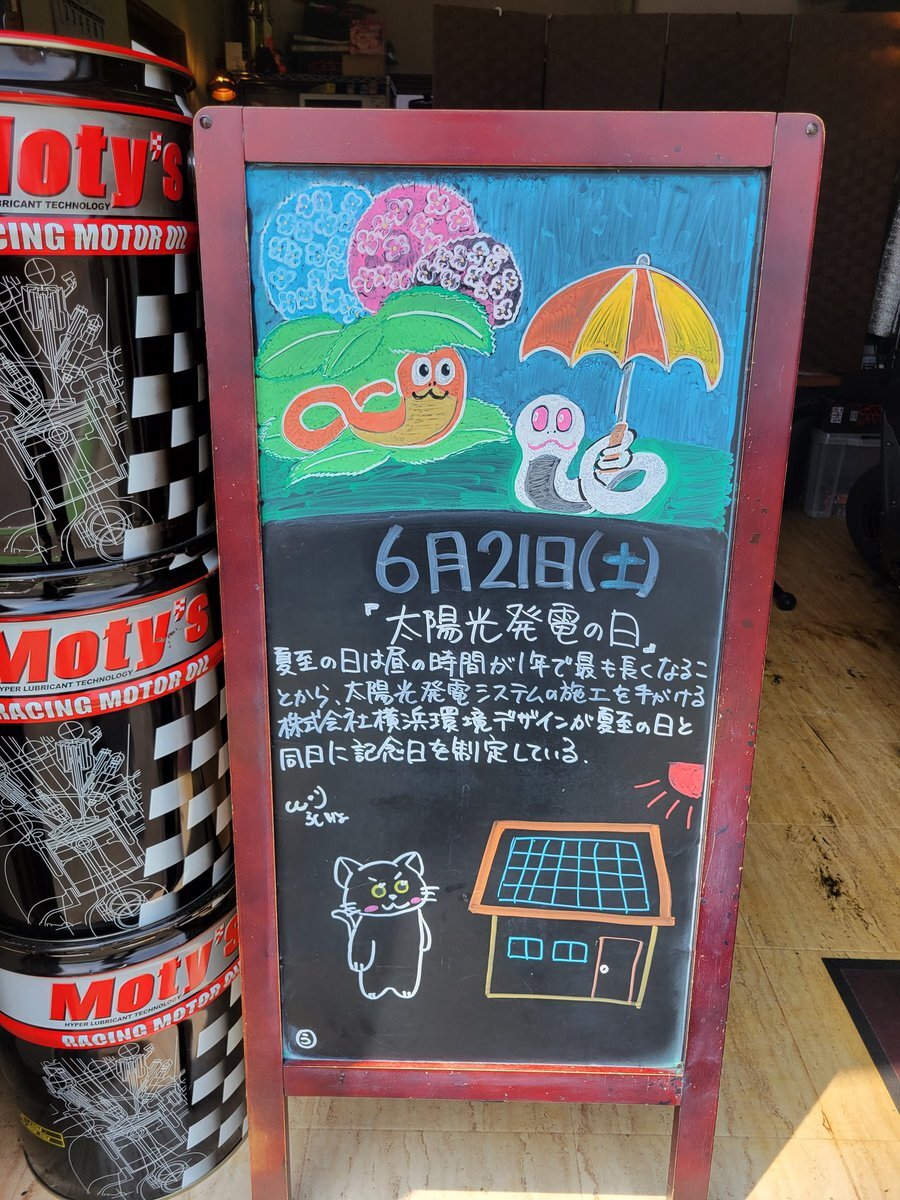 Moty's
LUBRICANT TECHNOLOGY
RACING MOTOR OIL
Moty's
HYPER LUBRICANT TECHNOLOGY
RACING MOTOR OIL
Moty's
HYPER LUBRICANT TECHNOLOGY
RACING MOTOR OIL
6月21日(土)
『太陽光発電の日』
夏至の日は昼の時間が1年で最も長くなるこ
とから、太陽光発電システムの施工を手がける
株式会社横浜環境デザインが夏至の日と
同日に記念日を制定している.
う